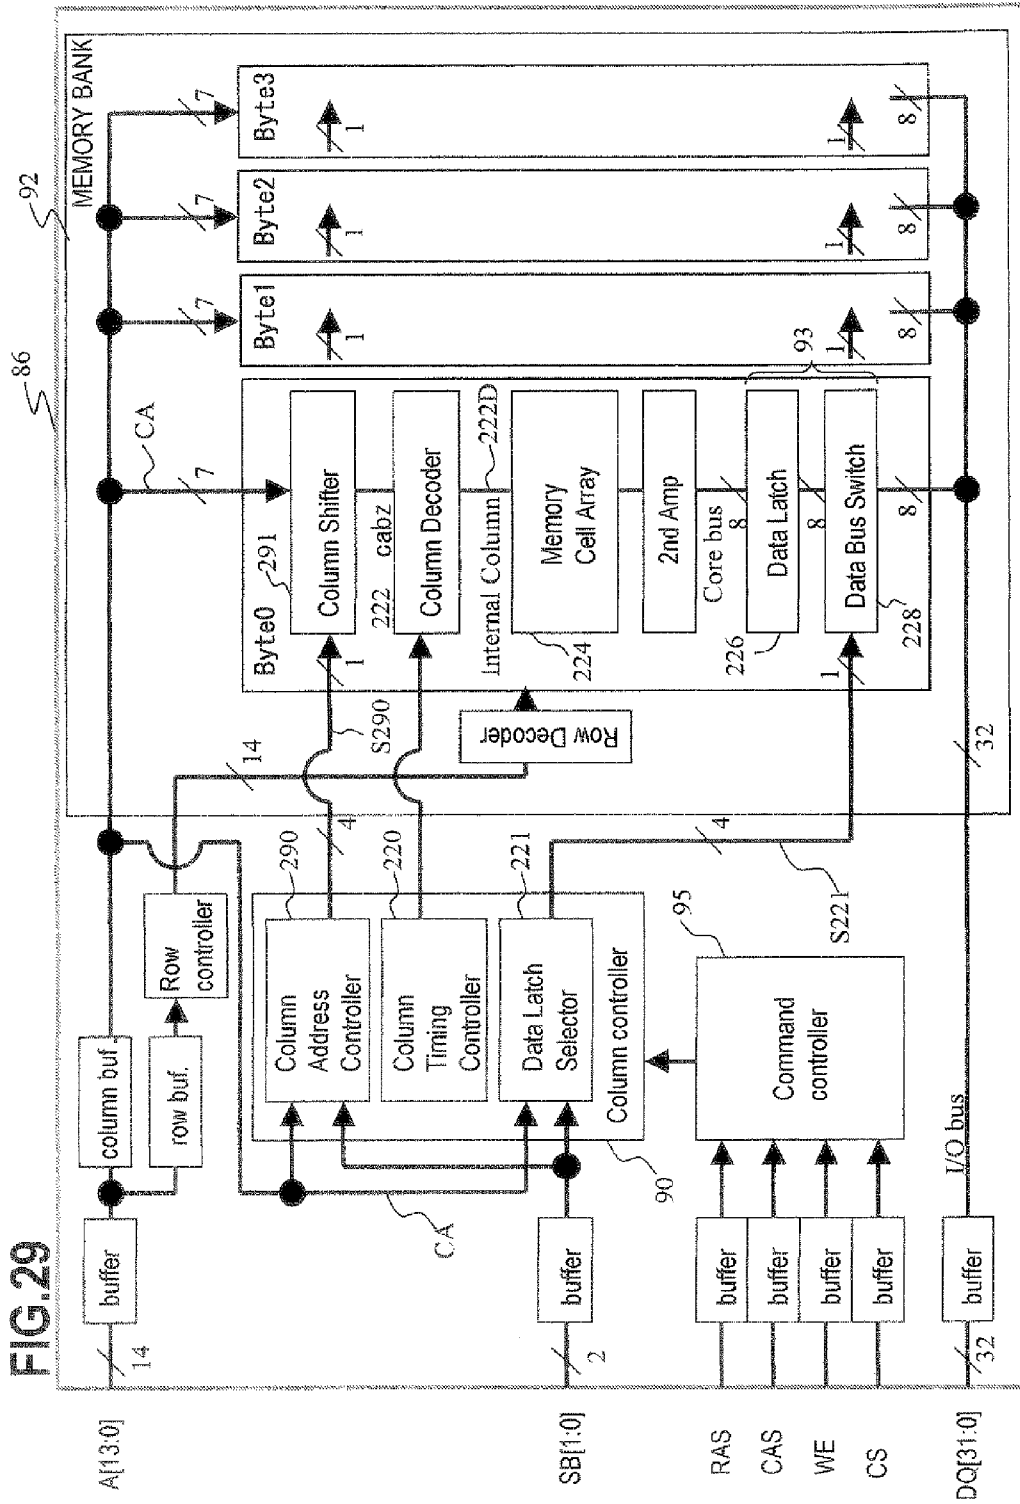 FIG.29
86
92
MEMORY BANK
A[13:0]
14
buffer
column buf.
row buf.
Row
controller
14
Row Decoder
CA
7
7
7
7
Byte0
Byte1
Byte2
Byte3
291
Column Shifter
1
1
1
1
S290
222
cabz
Column Decoder
Internal Column
222D
Memory
Cell Array
224
2nd Amp
Core bus
8
Data Latch
226
8
93
Data Bus Switch
228
1
1
1
1
8
8
8
8
Column
Address
Controller
290
4
Column
Timing
Controller
220
Data Latch
Selector
221
4
S221
Column controller
90
CA
SB[1:0]
2
buffer
RAS
buffer
CAS
buffer
WE
buffer
CS
buffer
Command
controller
95
DQ[31:0]
32
buffer
I/O bus
32